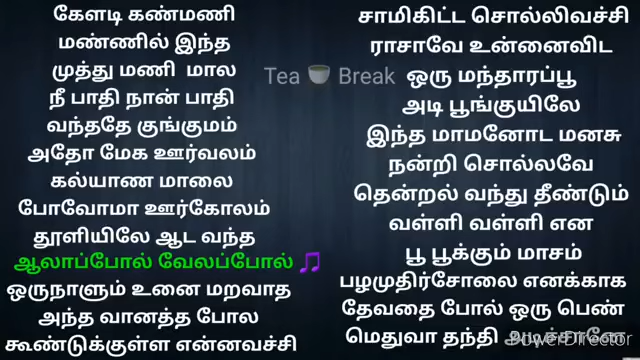 கேளடி கண்மணி
மண்ணில் இந்த
முத்து மணி மால
நீ பாதி நான் பாதி
வந்ததே குங்குமம்
அதோ மேக ஊர்வலம்
கல்யாண மாலை
போவோமா ஊர்கோலம்
தூளியிலே ஆட வந்த
ஆலாப்போல் வேலப்போல்
ஒருநாளும் உனை மறவாத
அந்த வானத்த போல
கூண்டுக்குள்ள என்னவச்சி
Tea Break
சாமிகிட்ட சொல்லிவச்சி
ராசாவே உன்னைவிட
ஒரு மந்தாரப்பூ
அடி பூங்குயிலே
இந்த மாமனோட மனசு
நன்றி சொல்லவே
தென்றல் வந்து தீண்டும்
வள்ளி வள்ளி என
பூ பூக்கும் மாசம்
பழமுதிர்சோலை எனக்காக
தேவதை போல் ஒரு பெண்
மெதுவா தந்தி
PowerDirector